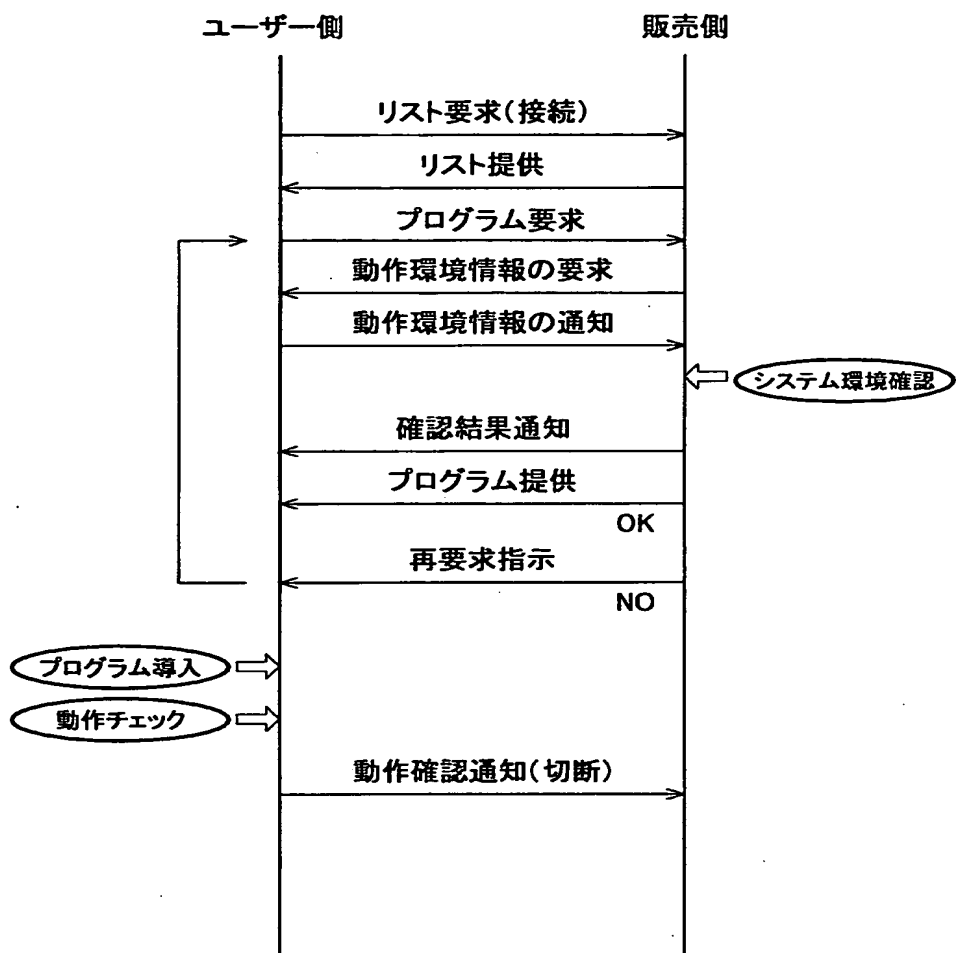 ユーザー側
販売側
リスト要求(接続)
リスト提供
プログラム要求
動作環境情報の要求
動作環境情報の通知
システム環境確認
確認結果通知
プログラム提供
OK
再要求指示
NO
プログラム導入
動作チェック
動作確認通知(切断)